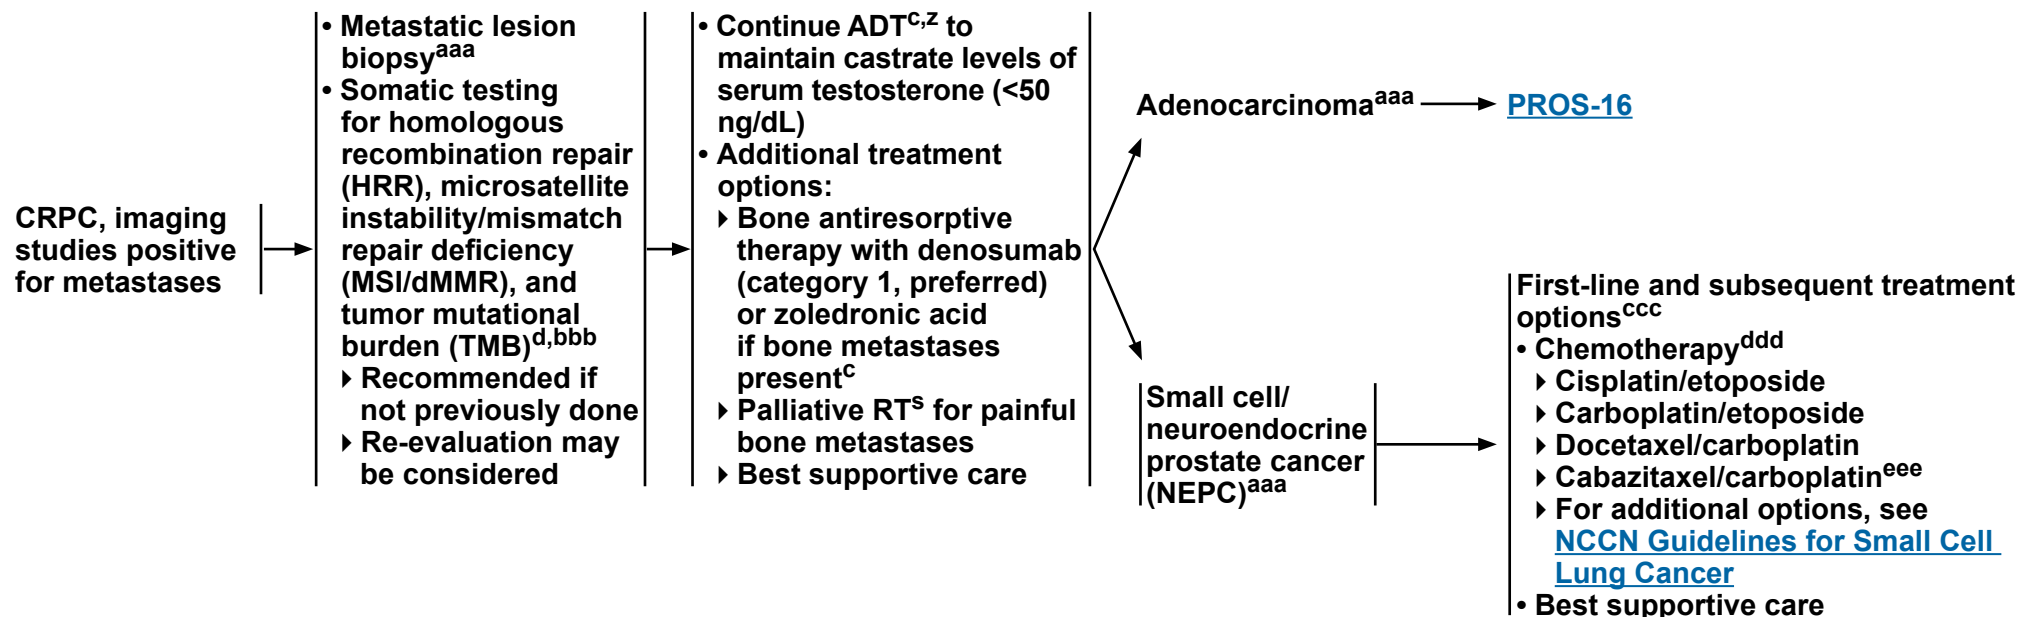 CRPC, imaging
studies positive
for metastases
• Metastatic lesion
biopsyaaa
• Somatic testing
for homologous
recombination repair
(HRR), microsatellite
instability/mismatch
repair deficiency
(MSI/dMMR), and
tumor mutational
burden (TMB)d,bbb
▸ Recommended if
not previously done
▸ Re-evaluation may
be considered
• Continue ADTc,z to
maintain castrate levels of
serum testosterone (<50
ng/dL)
• Additional treatment
options:
▸ Bone antiresorptive
therapy with denosumab
(category 1, preferred)
or zoledronic acid
if bone metastases
presentc
▸ Palliative RTs for painful
bone metastases
▸ Best supportive care
Adenocarcinomaaaa
PROS-16
Small cell/
neuroendocrine
prostate cancer
(NEPC)aaa
First-line and subsequent treatment
optionsccc
• Chemotherapyddd
▸ Cisplatin/etoposide
▸ Carboplatin/etoposide
▸ Docetaxel/carboplatin
▸ Cabazitaxel/carboplatineee
▸ For additional options, see
NCCN Guidelines for Small Cell
Lung Cancer
• Best supportive care